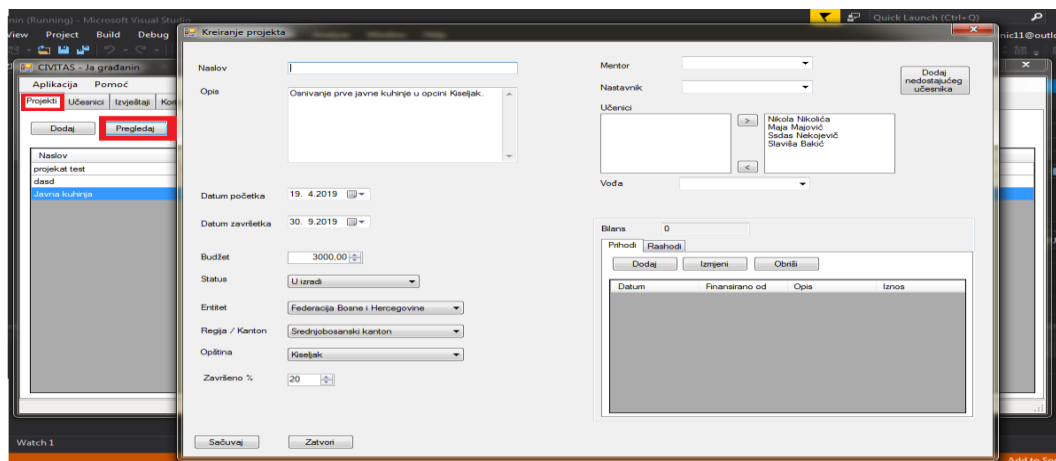 nin (Running) - Microsoft Visual Studio
Quick Launch (Ctrl+Q)
View Project Build Debug
Kreiranje projekta
CIVITAS - Ja građanin
Aplikacija Pomoć
Projekti Učesnici Izvještaji
Dodaj Pregledaj
Naslov
projekat test
dasd
Javna kuhinja
Naslov
Opis
Osnivanje prve javne kuhinje u opcini Kiseljak.
Datum početka 19. 4.2019
Datum završetka 30. 9.2019
Budžet 3000.00
Status U izradi
Entitet Federacija Bosne i Hercegovine
Regija / Kanton Srednjobosanski kanton
Opština Kiseljak
Završeno % 20
Sačuvaj Zatvori
Mentor
Nastavnik
Dodaj
nedostajućeg
učesnika
Učenici
>
<
Nikola Nikolića
Maja Majović
Ssdas Nekojevič
Slaviša Bakić
Vođa
Bilans 0
Prihodi Rashodi
Dodaj Izmjeni Obriši
Datum Finansirano od Opis Iznos
Watch 1